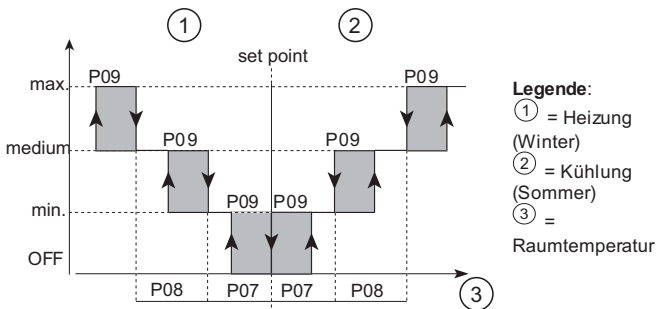 ① ②
set point
P09 P09
max.
P09 P09
medium
P09 P09
min.
OFF
P08 P07 P07 P08
③
Legende:
① = Heizung
(Winter)
② = Kühlung
(Sommer)
③ =
Raumtemperatur